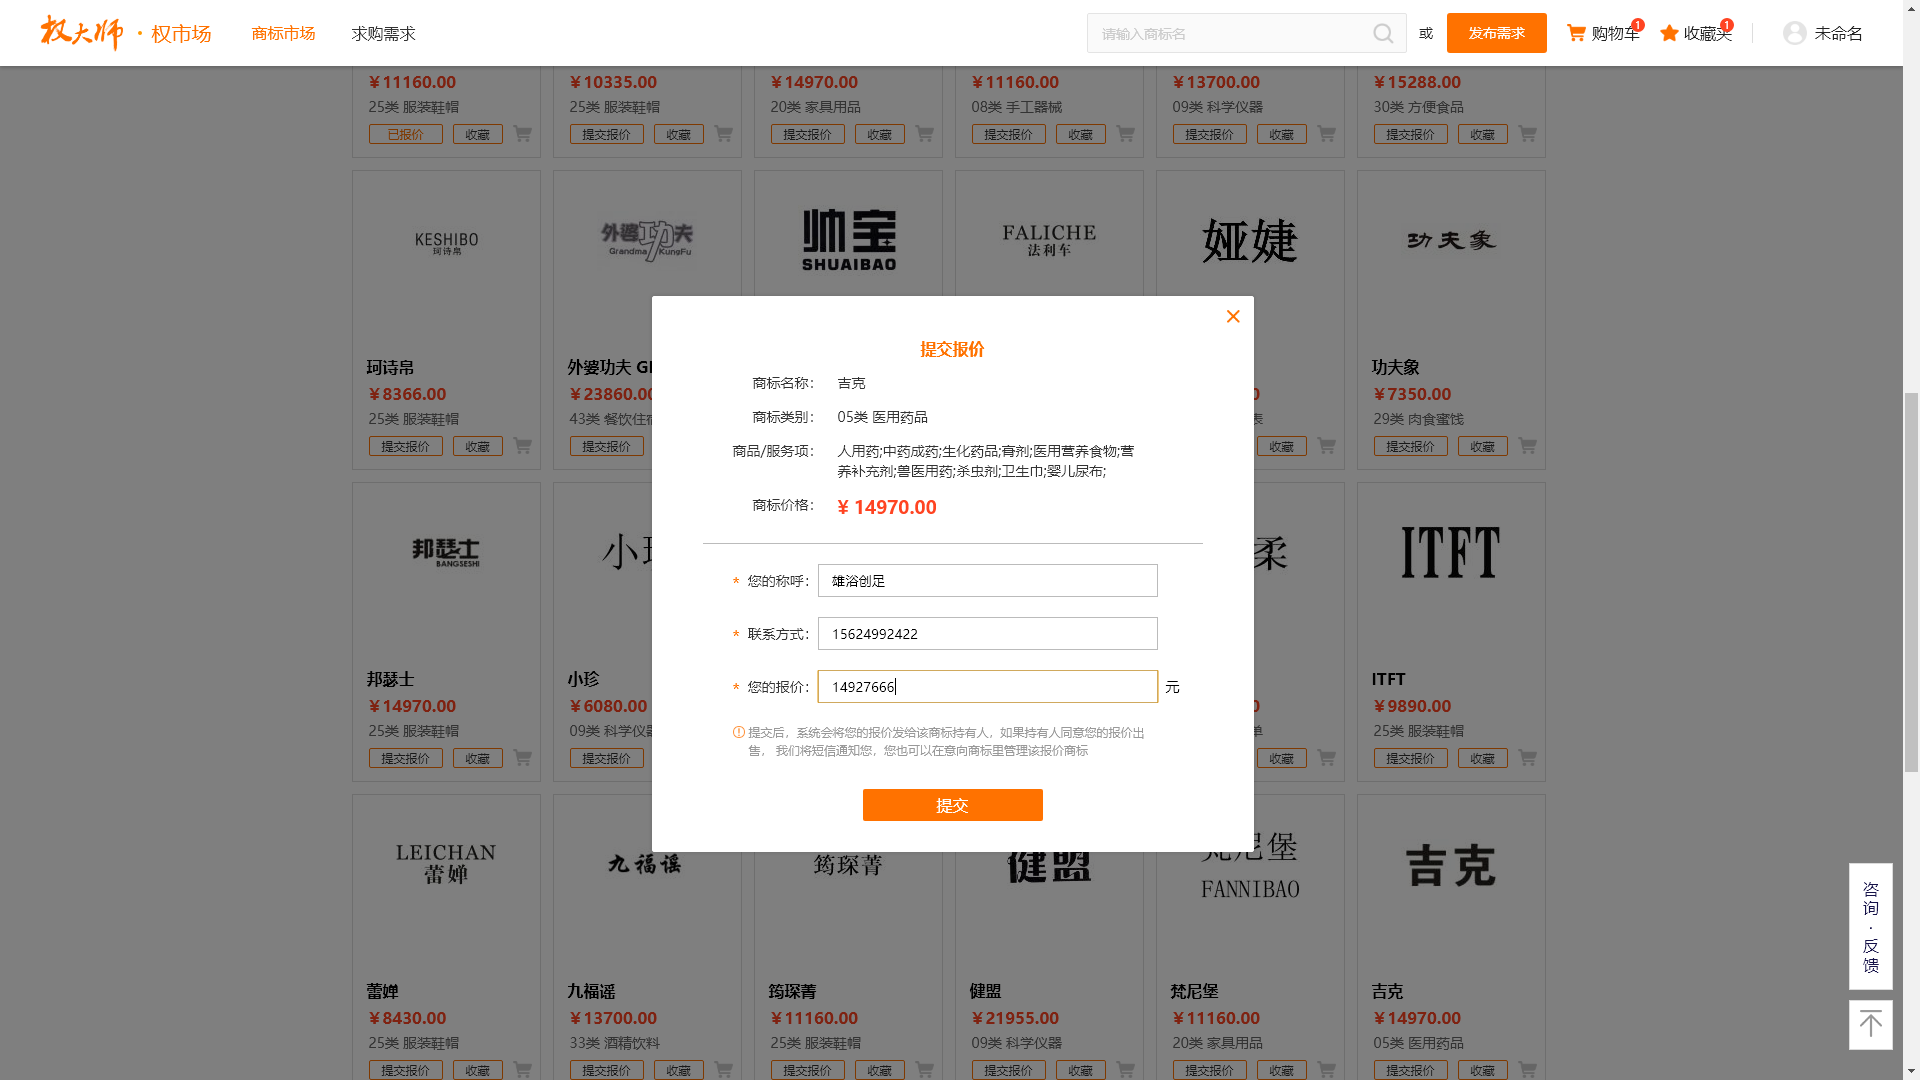 权大师 · 权市场 商标市场 求购需求 请输入商标名 或 发布需求 购物车 1 收藏夹 1 未命名
￥11160.00 ￥10335.00 ￥14970.00 ￥11160.00 ￥13700.00 ￥15288.00
25类 服装鞋帽 25类 服装鞋帽 20类 家具用品 08类 手工器械 09类 科学仪器 30类 方便食品
已报价 收藏 提交报价 收藏 提交报价 收藏 提交报价 收藏 提交报价 收藏 提交报价 收藏
KESHIBO
珂诗帛
外婆功夫
Grandma KungFu
帅宝
SHUAIBAO
FALICHE
法利车
娅婕
功夫象
珂诗帛 外婆功夫 G 功夫象
￥8366.00 ￥23860.00 0 ￥7350.00
25类 服装鞋帽 43类 餐饮住 29类 肉食蜜饯
提交报价 收藏 提交报价 收藏 提交报价 收藏
提交报价
商标名称： 吉克
商标类别： 05类 医用药品
商品/服务项： 人用药;中药成药;生化药品;膏剂;医用营养食物;营
养补充剂;兽医用药;杀虫剂;卫生巾;婴儿尿布;
商标价格： ¥ 14970.00
* 您的称呼： 雄浴创足
* 联系方式： 15624992422
* 您的报价： 14927666 元
提交后，系统会将您的报价发给该商标持有人，如果持有人同意您的报价出
售， 我们将短信通知您，您也可以在意向商标里管理该报价商标
提交
邦瑟士
BANGSESHI
小
柔
ITFT
邦瑟士 小珍 ITFT
￥14970.00 ￥6080.00 0 ￥9890.00
25类 服装鞋帽 09类 科学仪 单 25类 服装鞋帽
提交报价 收藏 提交报价 收藏 提交报价 收藏
LEICHAN
蕾婵
九福谣
筠琛菁
健盟
梵尼堡
FANNIBAO
吉克
蕾婵 九福谣 筠琛菁 健盟 梵尼堡 吉克
￥8430.00 ￥13700.00 ￥11160.00 ￥21955.00 ￥11160.00 ￥14970.00
25类 服装鞋帽 33类 酒精饮料 25类 服装鞋帽 09类 科学仪器 20类 家具用品 05类 医用药品
提交报价 收藏 提交报价 收藏 提交报价 收藏 提交报价 收藏 提交报价 收藏 提交报价 收藏
咨
询
·
反
馈